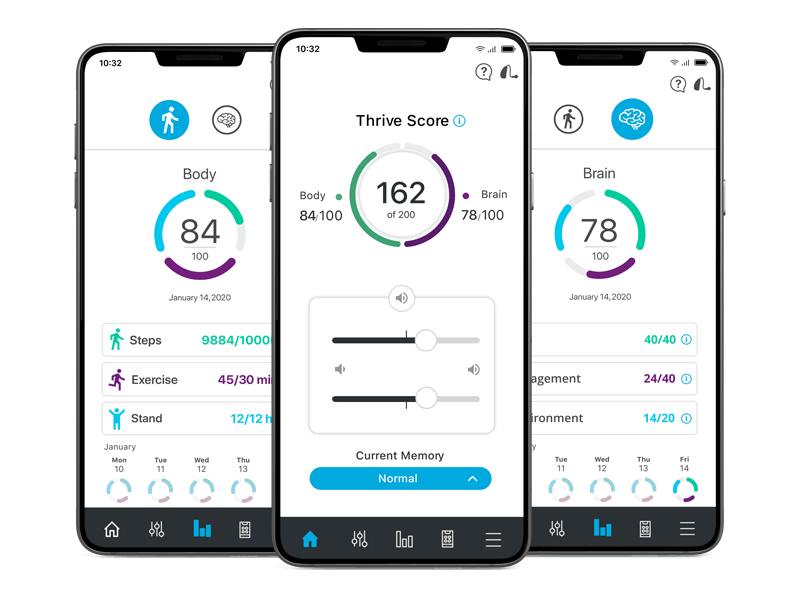 10:32
Body
84
100
January 14,2020
Steps
9884/1000
Exercise
45/30 mi
Stand
12/12 h
January
Mon Tue Wed Thu
10 11 12 13
10:32
?
Thrive Score i
Body
84/100
162
of 200
Brain
78/100
Current Memory
Normal
?
Brain
78
100
January 14,2020
40/40 i
agement 24/40 i
ironment 14/20 i
y
Tue Wed Thu Fri
11 12 13 14